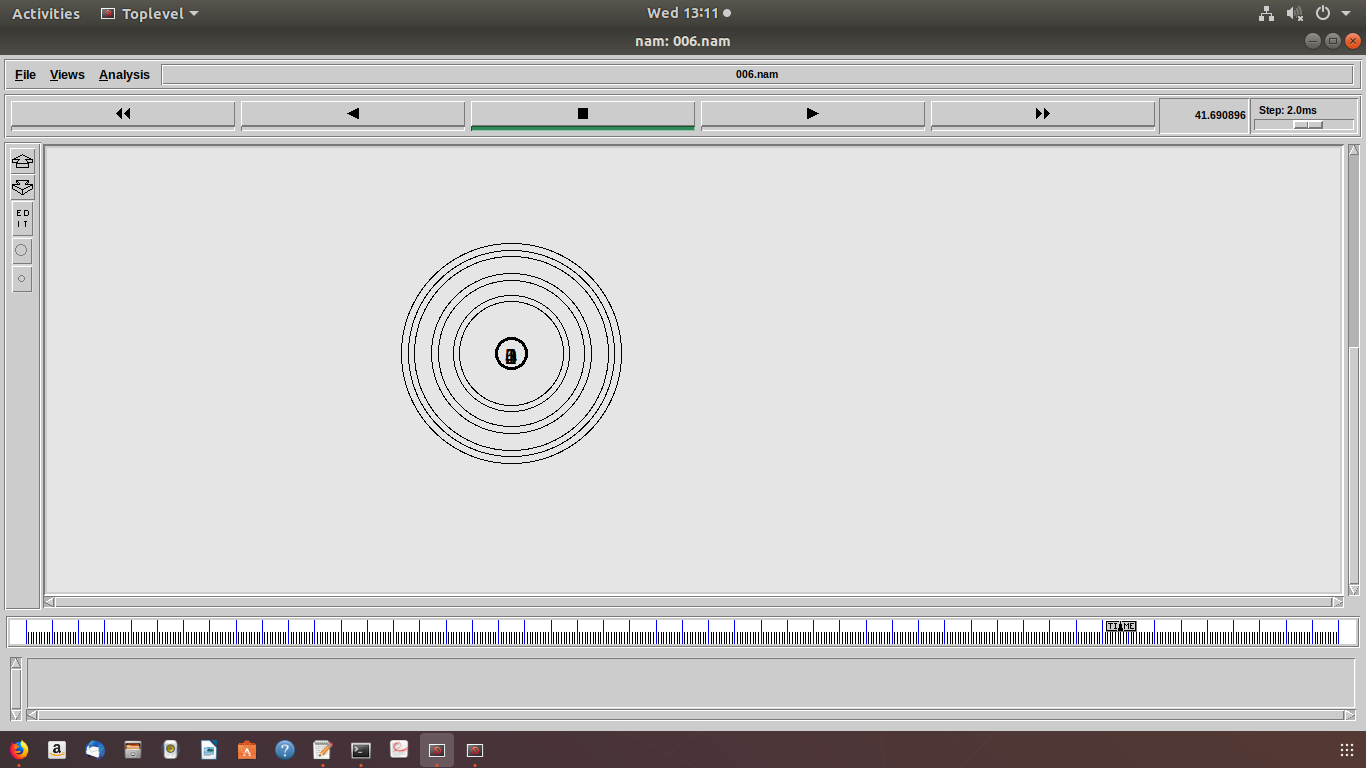 Activities Toplevel Wed 13:11
nam: 006.nam
File Views Analysis 006.nam
41.690896 Step: 2.0ms
ED
IT
TIME